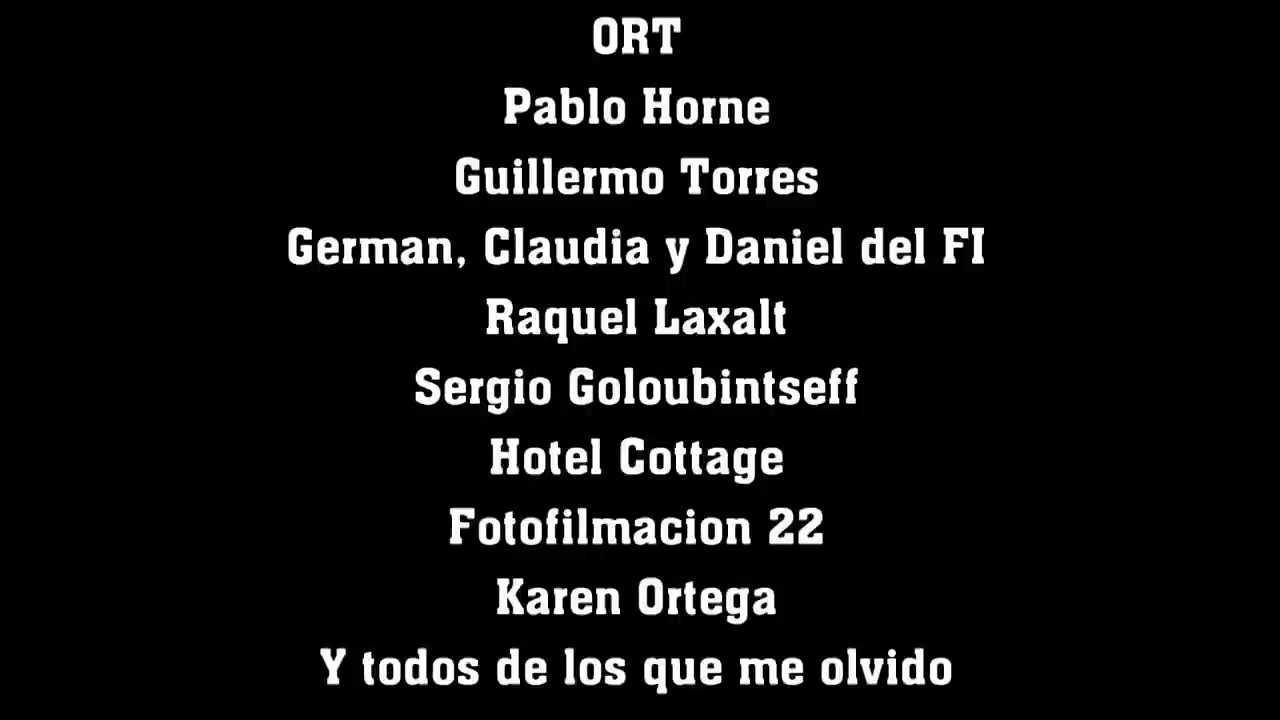 ORT
Pablo Horne
Guillermo Torres
German, Claudia y Daniel del FI
Raquel Laxalt
Sergio Goloubintseff
Hotel Cottage
Fotofilmacion 22
Karen Ortega
Y todos de los que me olvido